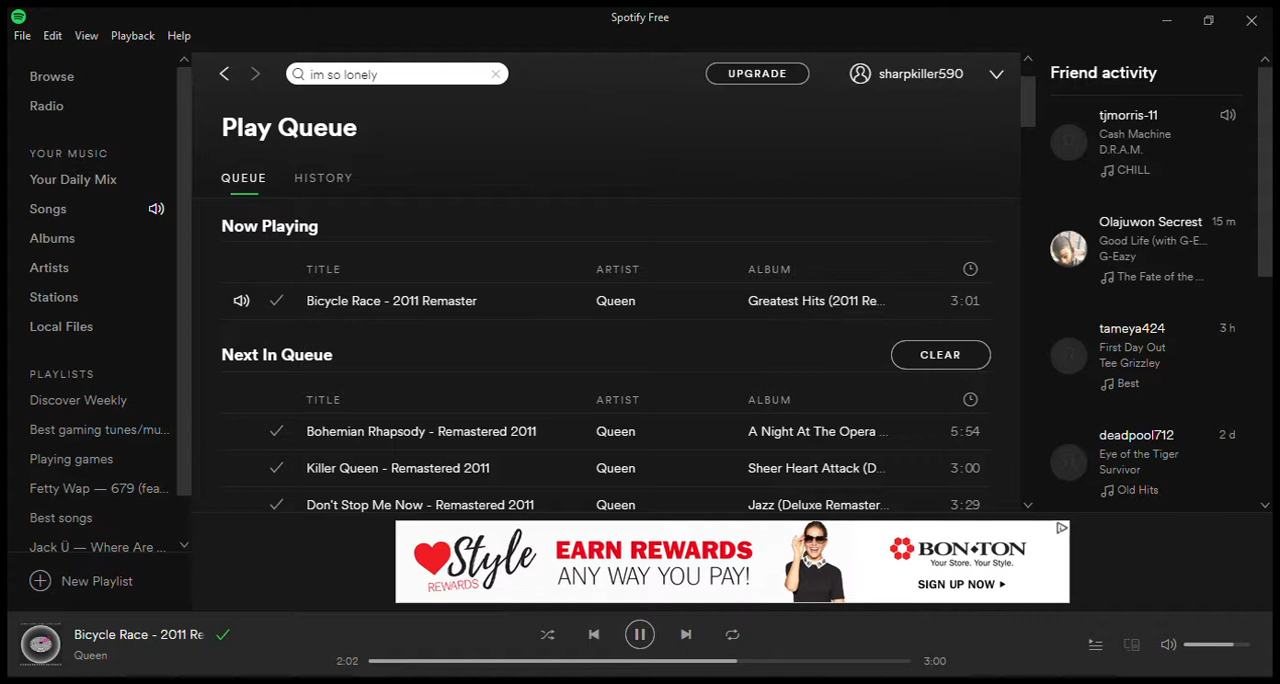 Spotify Free
File Edit View Playback Help
im so lonely
UPGRADE
sharpkiller590
Browse
Radio
YOUR MUSIC
Your Daily Mix
Songs
Albums
Artists
Stations
Local Files
PLAYLISTS
Discover Weekly
Best gaming tunes/mu...
Playing games
Fetty Wap — 679 (fea...
Best songs
Jack Ü — Where Are ...
New Playlist
Play Queue
QUEUE HISTORY
Now Playing
TITLE ARTIST ALBUM
Bicycle Race - 2011 Remaster Queen Greatest Hits (2011 Re... 3:01
Next In Queue
CLEAR
TITLE ARTIST ALBUM
Bohemian Rhapsody - Remastered 2011 Queen A Night At The Opera ... 5:54
Killer Queen - Remastered 2011 Queen Sheer Heart Attack (D... 3:00
Don't Stop Me Now - Remastered 2011 Queen Jazz (Deluxe Remaster... 3:29
Friend activity
tjmorris-11
Cash Machine
D.R.A.M.
CHILL
Olajuwon Secrest 15 m
Good Life (with G-E...
G-Eazy
The Fate of the ...
tameya424 3 h
First Day Out
Tee Grizzley
Best
deadpool712 2 d
Eye of the Tiger
Survivor
Old Hits
Style
REWARDS
EARN REWARDS
ANY WAY YOU PAY!
BON•TON
Your Store. Your Style.
SIGN UP NOW ▸
Bicycle Race - 2011 Re
Queen
2:02 3:00